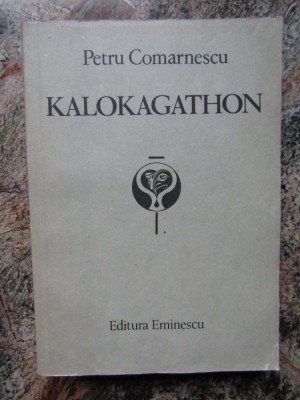 Petru Comarnescu
KALOKAGATHON
Editura Eminescu